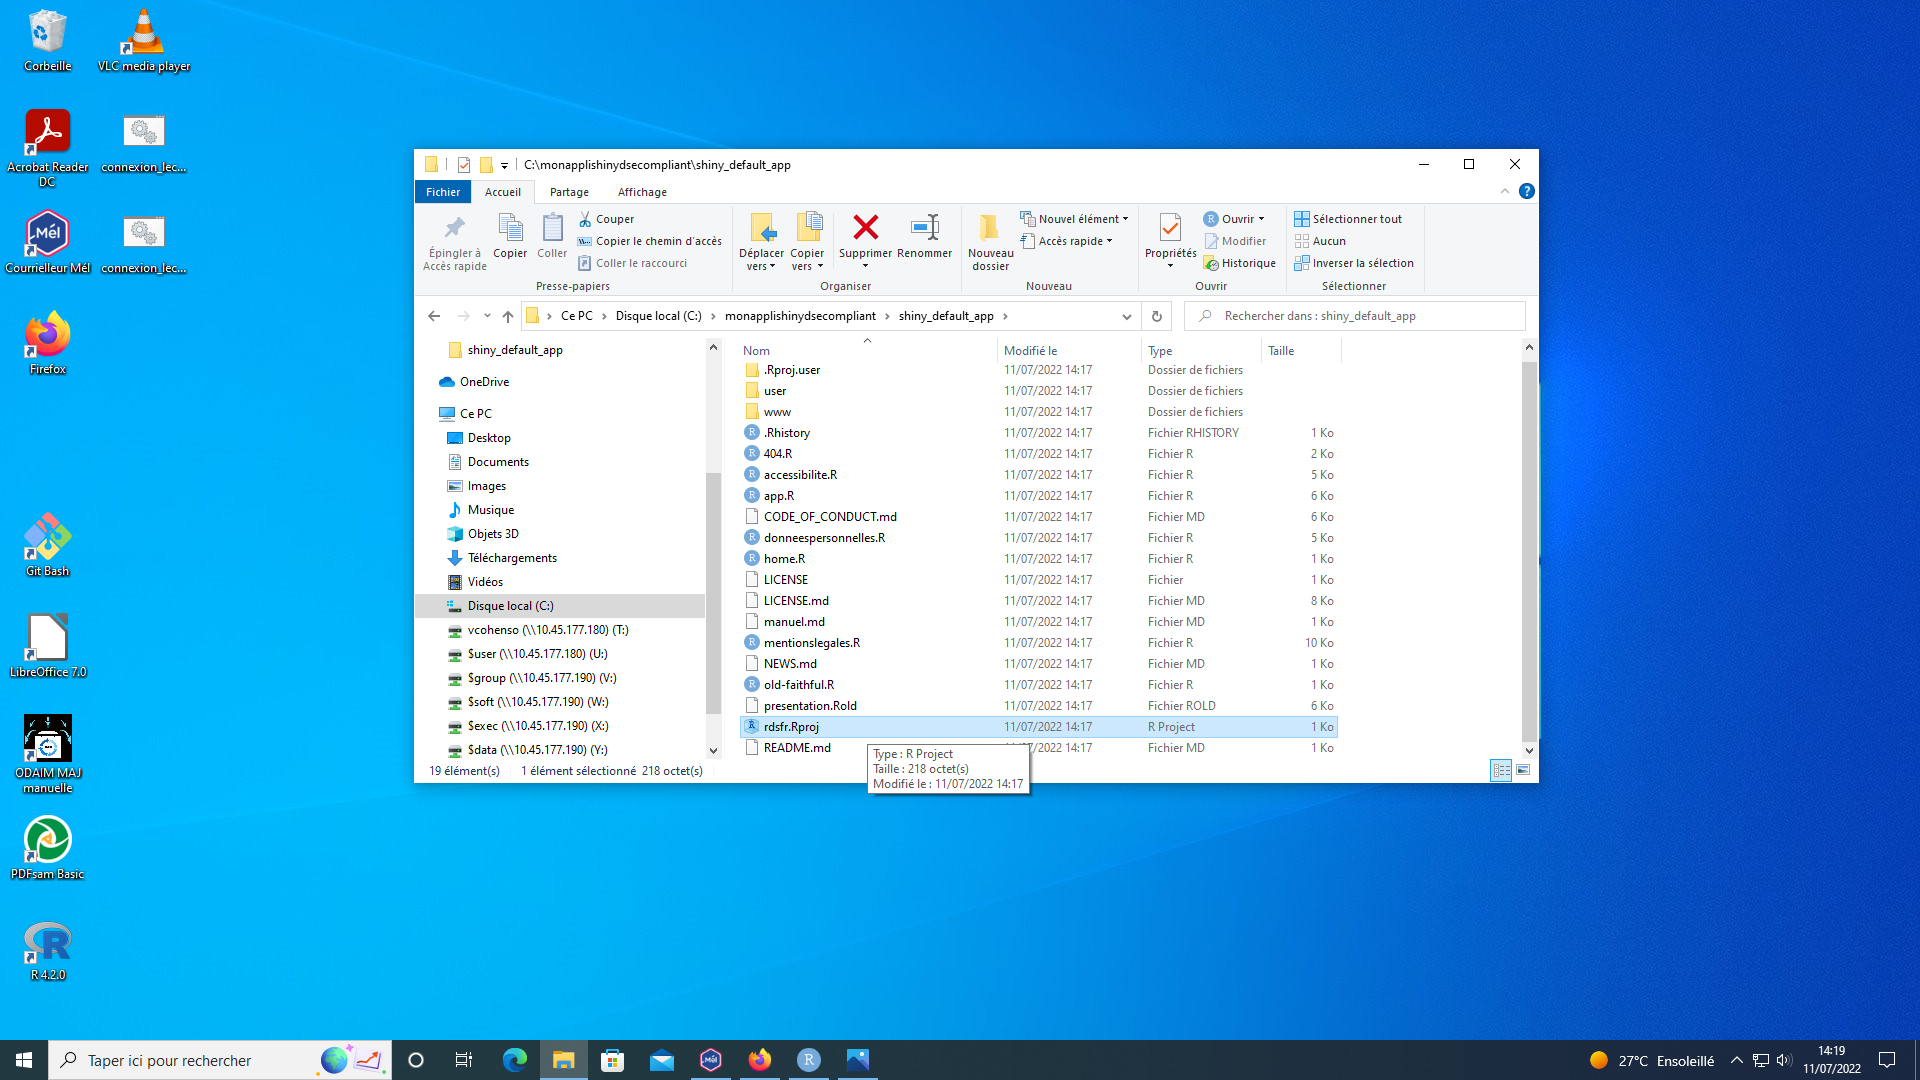 Corbeille
VLC media player
Acrobat Reader
DC
connexion_lec...
Mél
Courrielleur Mél
connexion_lec...
Firefox
Git Bash
LibreOffice 7.0
ODAIM MAJ
manuelle
PDFsam Basic
R 4.2.0
C:\monapplishinydsecompliant\shiny_default_app
Fichier Accueil Partage Affichage
Épingler à
Accès rapide
Copier
Coller
Couper
Copier le chemin d'accès
Coller le raccourci
Presse-papiers
Déplacer
vers
Copier
vers
Supprimer
Renommer
Organiser
Nouveau
dossier
Nouvel élément
Accès rapide
Nouveau
Propriétés
Ouvrir
Modifier
Historique
Ouvrir
Sélectionner tout
Aucun
Inverser la sélection
Sélectionner
Ce PC > Disque local (C:) > monapplishinydsecompliant > shiny_default_app >
Rechercher dans : shiny_default_app
shiny_default_app
OneDrive
Ce PC
Desktop
Documents
Images
Musique
Objets 3D
Téléchargements
Vidéos
Disque local (C:)
vcohenso (\\10.45.177.180) (T:)
$user (\\10.45.177.180) (U:)
$group (\\10.45.177.190) (V:)
$soft (\\10.45.177.190) (W:)
$exec (\\10.45.177.190) (X:)
$data (\\10.45.177.190) (Y:)
Nom Modifié le Type Taille
.Rproj.user 11/07/2022 14:17 Dossier de fichiers
user 11/07/2022 14:17 Dossier de fichiers
www 11/07/2022 14:17 Dossier de fichiers
.Rhistory 11/07/2022 14:17 Fichier RHISTORY 1 Ko
404.R 11/07/2022 14:17 Fichier R 2 Ko
accessibilite.R 11/07/2022 14:17 Fichier R 5 Ko
app.R 11/07/2022 14:17 Fichier R 6 Ko
CODE_OF_CONDUCT.md 11/07/2022 14:17 Fichier MD 6 Ko
donneespersonnelles.R 11/07/2022 14:17 Fichier R 5 Ko
home.R 11/07/2022 14:17 Fichier R 1 Ko
LICENSE 11/07/2022 14:17 Fichier 1 Ko
LICENSE.md 11/07/2022 14:17 Fichier MD 8 Ko
manuel.md 11/07/2022 14:17 Fichier MD 1 Ko
mentionslegales.R 11/07/2022 14:17 Fichier R 10 Ko
NEWS.md 11/07/2022 14:17 Fichier MD 1 Ko
old-faithful.R 11/07/2022 14:17 Fichier R 1 Ko
presentation.Rold 11/07/2022 14:17 Fichier ROLD 6 Ko
rdsfr.Rproj 11/07/2022 14:17 R Project 1 Ko
README.md 7/2022 14:17 Fichier MD 1 Ko
Type : R Project
Taille : 218 octet(s)
Modifié le : 11/07/2022 14:17
19 élément(s) 1 élément sélectionné 218 octet(s)
Taper ici pour rechercher
Mél
R
27°C Ensoleillé
14:19
11/07/2022